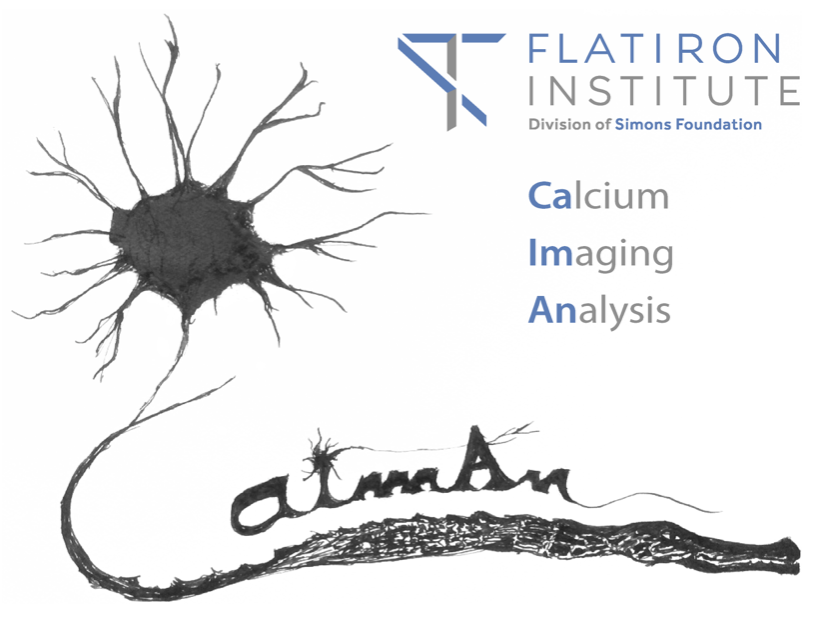 FLATIRON
INSTITUTE
Division of Simons Foundation
Calcium
Imaging
Analysis
CaImAn